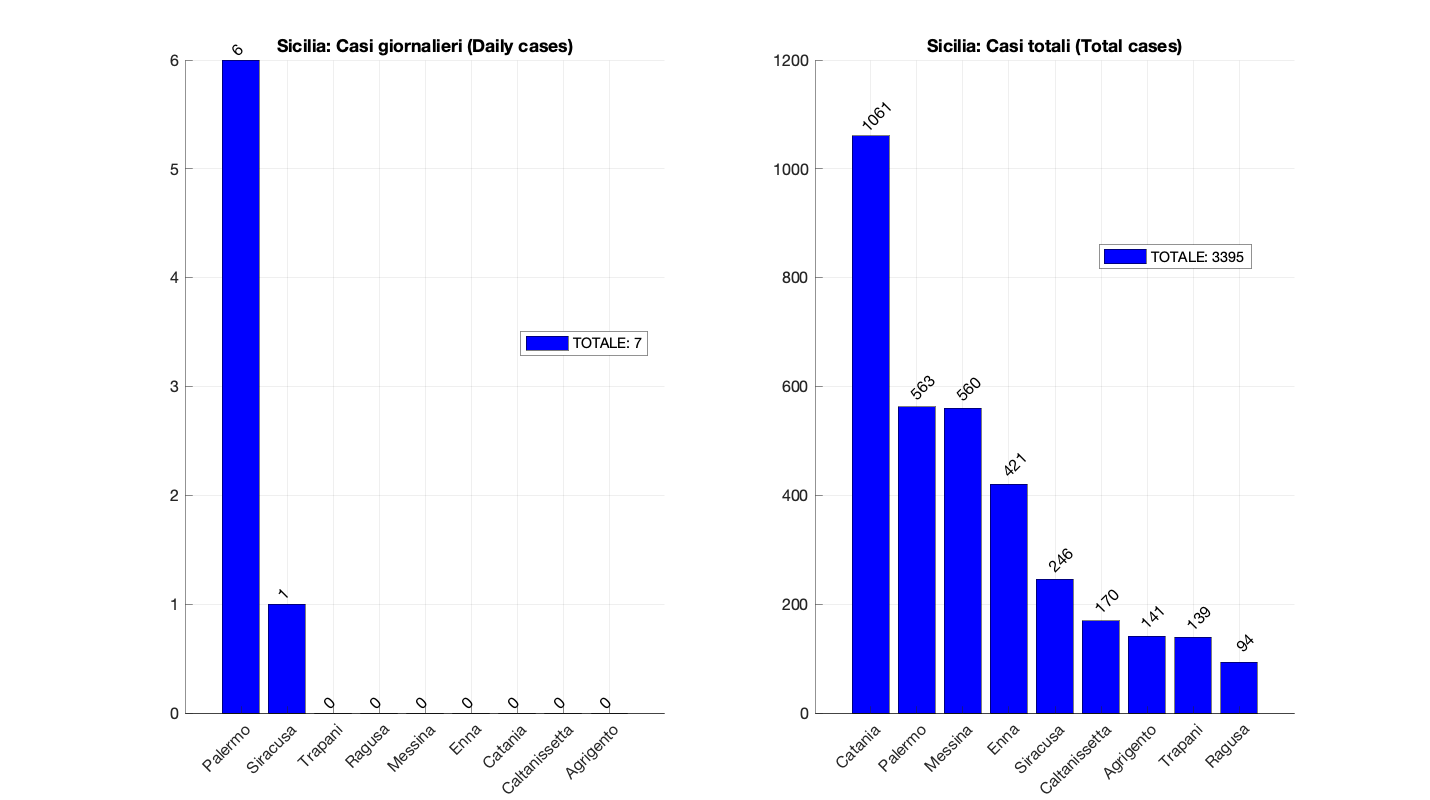 Sicilia: Casi giornalieri (Daily cases)
6
5
4
3
2
1
0
6
1
0
0
0
0
0
0
0
TOTALE: 7
Palermo
Siracusa
Trapani
Ragusa
Messina
Enna
Catania
Caltanissetta
Agrigento
Sicilia: Casi totali (Total cases)
1200
1000
800
600
400
200
0
1061
563
560
421
246
170
141
139
94
TOTALE: 3395
Catania
Palermo
Messina
Enna
Siracusa
Caltanissetta
Agrigento
Trapani
Ragusa